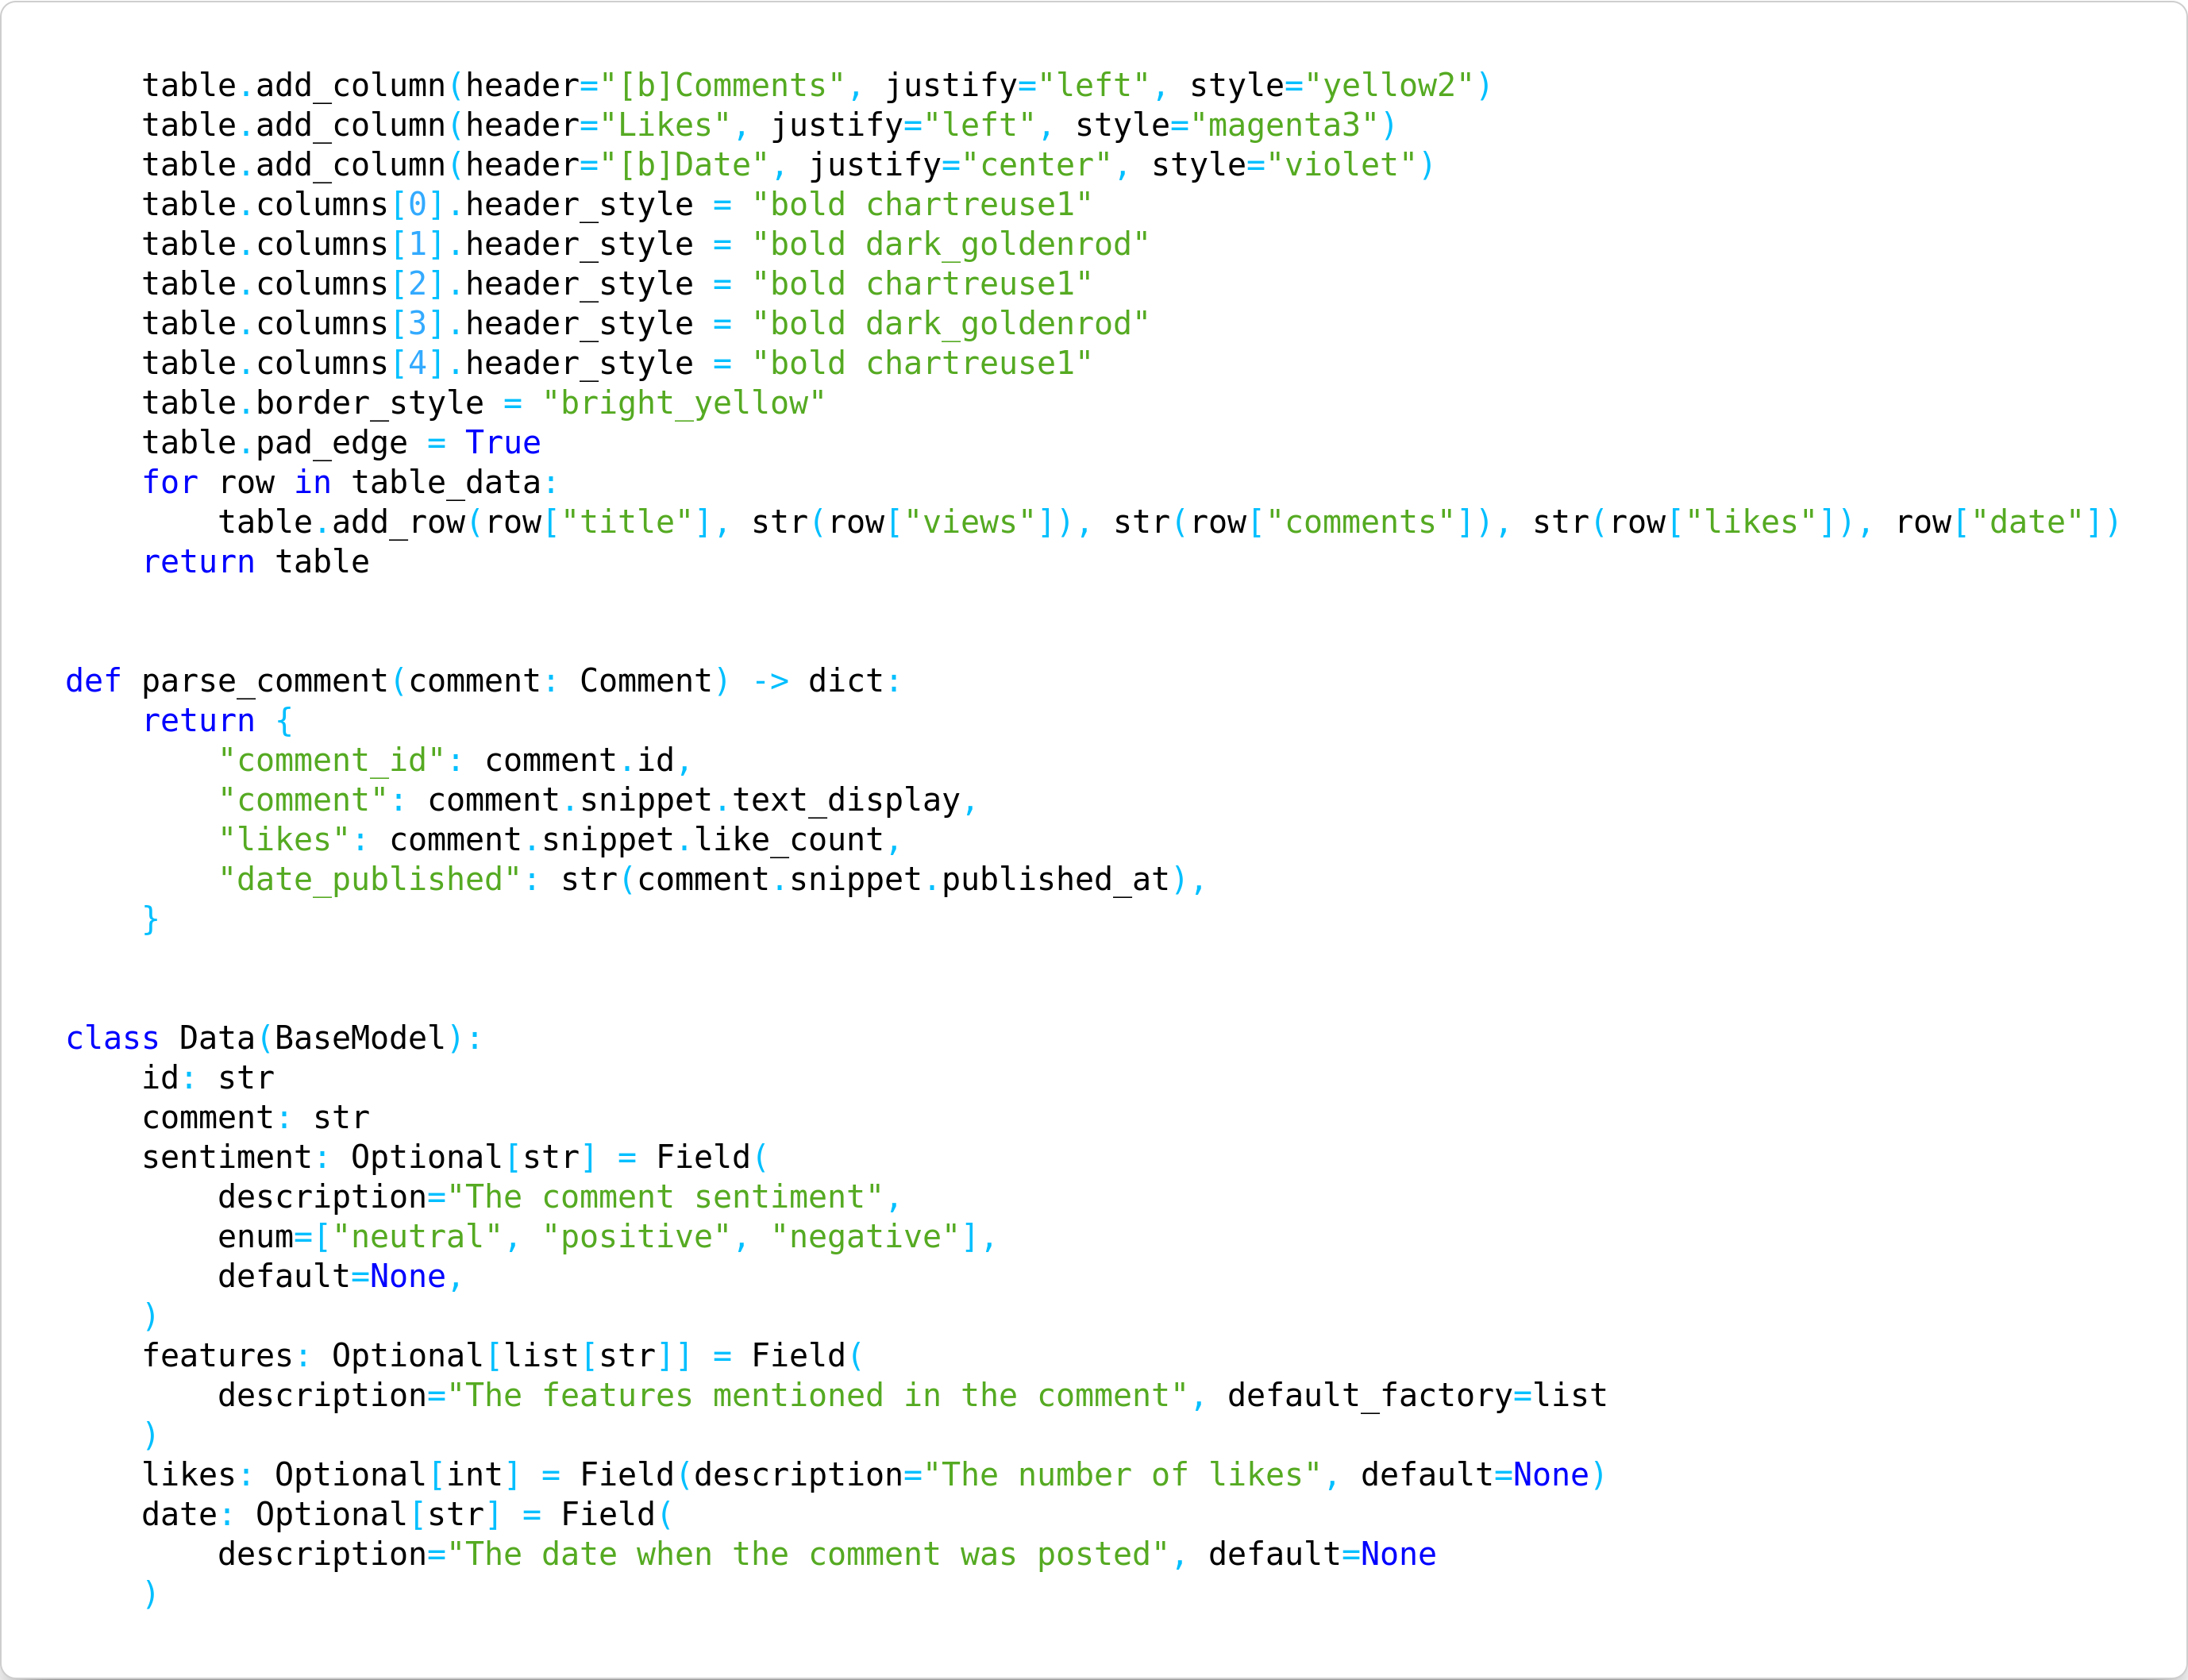 table.add_column(header="[b]Comments", justify="left", style="yellow2")
    table.add_column(header="Likes", justify="left", style="magenta3")
    table.add_column(header="[b]Date", justify="center", style="violet")
    table.columns[0].header_style = "bold chartreuse1"
    table.columns[1].header_style = "bold dark_goldenrod"
    table.columns[2].header_style = "bold chartreuse1"
    table.columns[3].header_style = "bold dark_goldenrod"
    table.columns[4].header_style = "bold chartreuse1"
    table.border_style = "bright_yellow"
    table.pad_edge = True
    for row in table_data:
        table.add_row(row["title"], str(row["views"]), str(row["comments"]), str(row["likes"]), row["date"])
    return table


def parse_comment(comment: Comment) -> dict:
    return {
        "comment_id": comment.id,
        "comment": comment.snippet.text_display,
        "likes": comment.snippet.like_count,
        "date_published": str(comment.snippet.published_at),
    }


class Data(BaseModel):
    id: str
    comment: str
    sentiment: Optional[str] = Field(
        description="The comment sentiment",
        enum=["neutral", "positive", "negative"],
        default=None,
    )
    features: Optional[list[str]] = Field(
        description="The features mentioned in the comment", default_factory=list
    )
    likes: Optional[int] = Field(description="The number of likes", default=None)
    date: Optional[str] = Field(
        description="The date when the comment was posted", default=None
    )